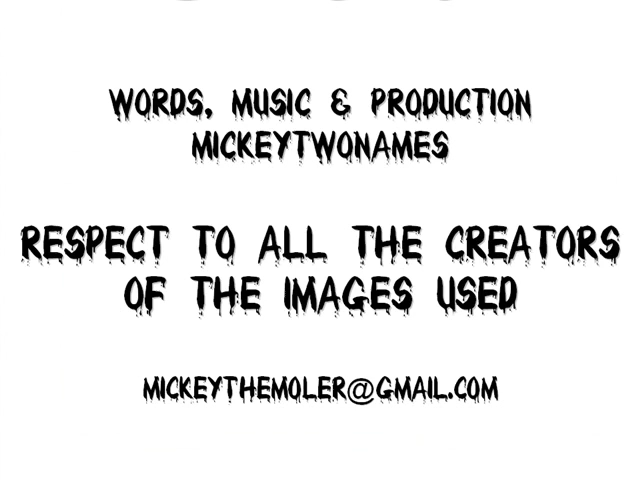 WORDS, MUSIC & PRODUCTION
MICKEYTWONAMES
RESPECT TO ALL THE CREATORS
OF THE IMAGES USED
MICKEYTHEMOLER@GMAIL.COM